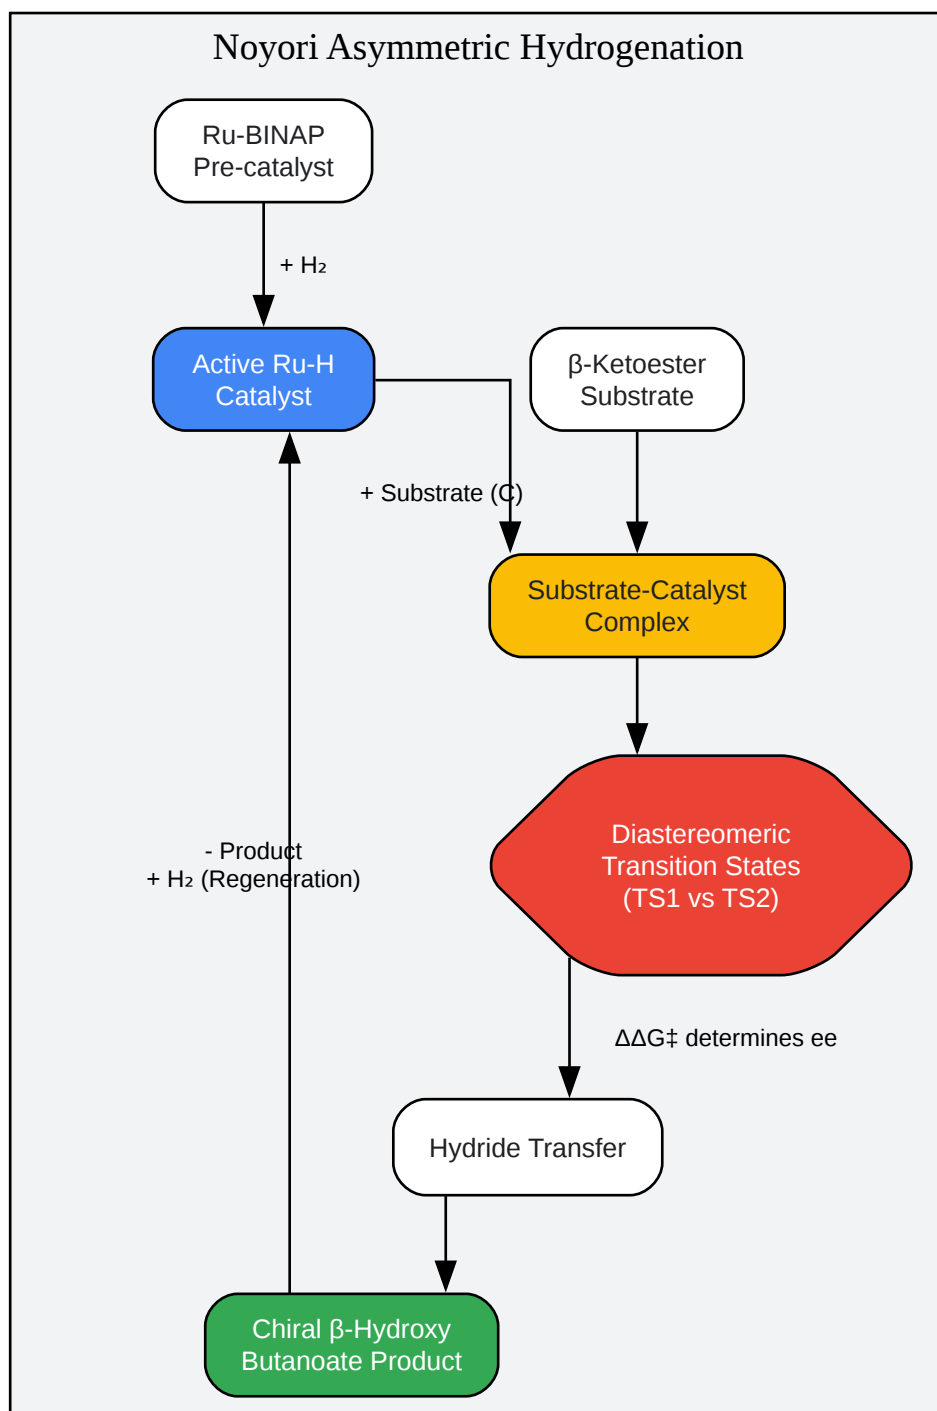 Noyori Asymmetric Hydrogenation
Ru-BINAP
Pre-catalyst
+ H₂
Active Ru-H
Catalyst
β-Ketoester
Substrate
+ Substrate (C)
Substrate-Catalyst
Complex
Diastereomeric
Transition States
(TS1 vs TS2)
- Product
+ H₂ (Regeneration)
ΔΔG‡ determines ee
Hydride Transfer
Chiral β-Hydroxy
Butanoate Product